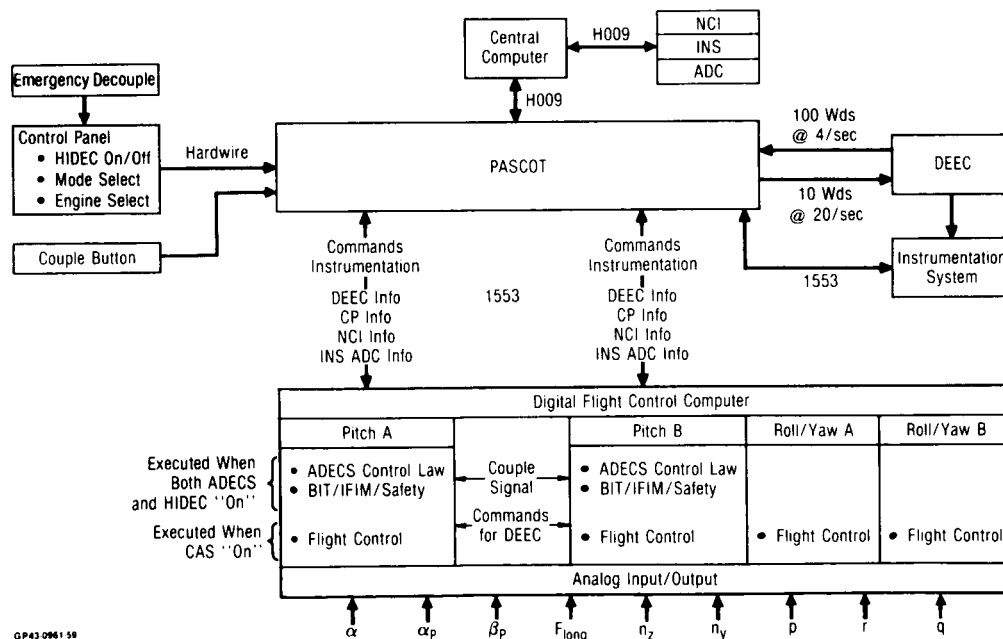 NCI
Central
Computer
H009
INS
ADC
H009
Emergency Decouple
Control Panel
• HIDEC On/Off
• Mode Select
• Engine Select
Hardwire
PASCOT
100 Wds
@ 4/sec
DEEC
10 Wds
@ 20/sec
Couple Button
Instrumentation
System
1553
Commands
Instrumentation
DEEC Info
CP Info
NCI Info
INS ADC Info
1553
Commands
Instrumentation
DEEC Info
CP Info
NCI Info
INS ADC Info
Digital Flight Control Computer
Pitch A
Pitch B
Roll/Yaw A
Roll/Yaw B
Executed When
Both ADECS
and HIDEC "On"
• ADECS Control Law
• BIT/IFIM/Safety
Couple
Signal
• ADECS Control Law
• BIT/IFIM/Safety
Executed When
CAS "On"
• Flight Control
Commands
for DEEC
• Flight Control
• Flight Control
• Flight Control
Analog Input/Output
α αP βP Flong nz ny p r q
GP43-0961-59